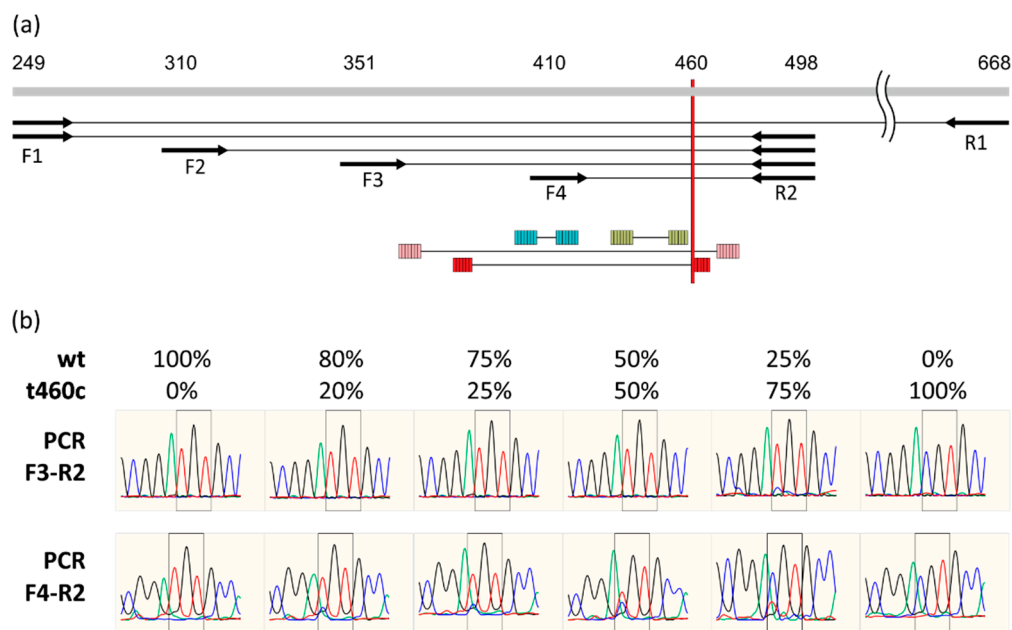 (a)
249 310 351 410 460 498 668
F1 F2 F3 F4 R2 R1
(b)
wt 100% 80% 75% 50% 25% 0%
t460c 0% 20% 25% 50% 75% 100%
PCR
F3-R2
PCR
F4-R2